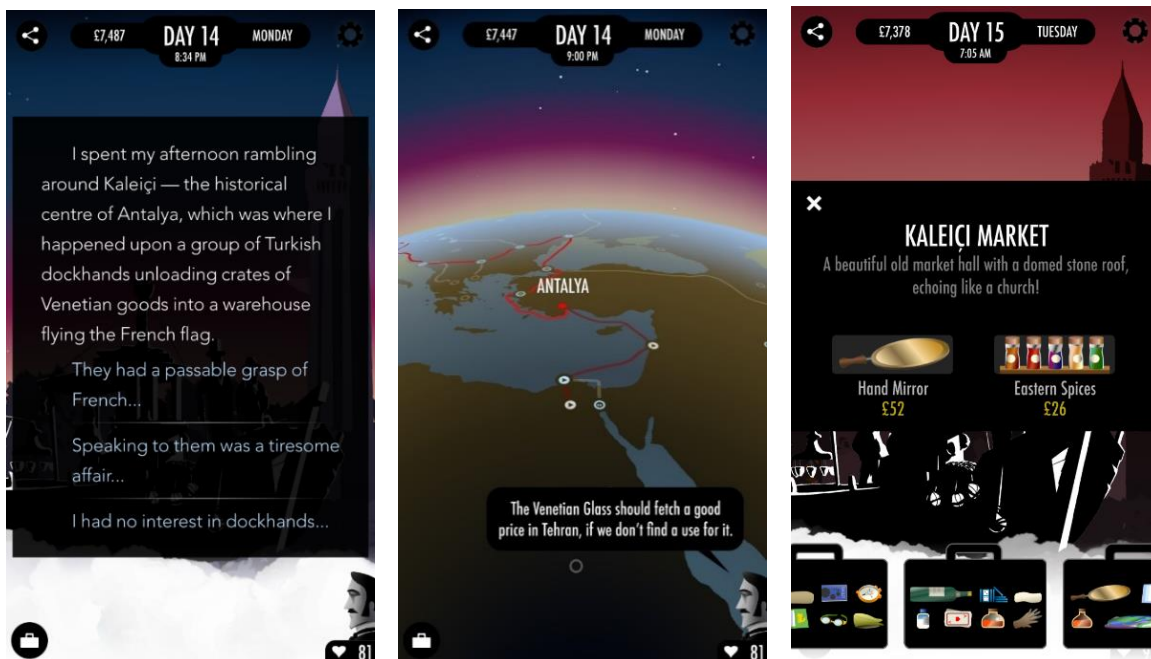 £7,487
DAY 14
MONDAY
8:34 PM
I spent my afternoon rambling
around Kaleiçi — the historical
centre of Antalya, which was where I
happened upon a group of Turkish
dockhands unloading crates of
Venetian goods into a warehouse
flying the French flag.
They had a passable grasp of
French...
Speaking to them was a tiresome
affair...
I had no interest in dockhands...
81
£7,447
DAY 14
MONDAY
9:00 PM
ANTALYA
The Venetian Glass should fetch a good
price in Tehran, if we don't find a use for it.
81
£7,378
DAY 15
TUESDAY
7:05 AM
KALEIÇI MARKET
A beautiful old market hall with a domed stone roof,
echoing like a church!
Hand Mirror
£52
Eastern Spices
£26